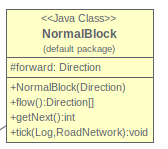 <<Java Class>>
NormalBlock
(default package)
#forward: Direction
+NormalBlock(Direction)
+flow():Direction[]
+getNext():int
+tick(Log,RoadNetwork):void